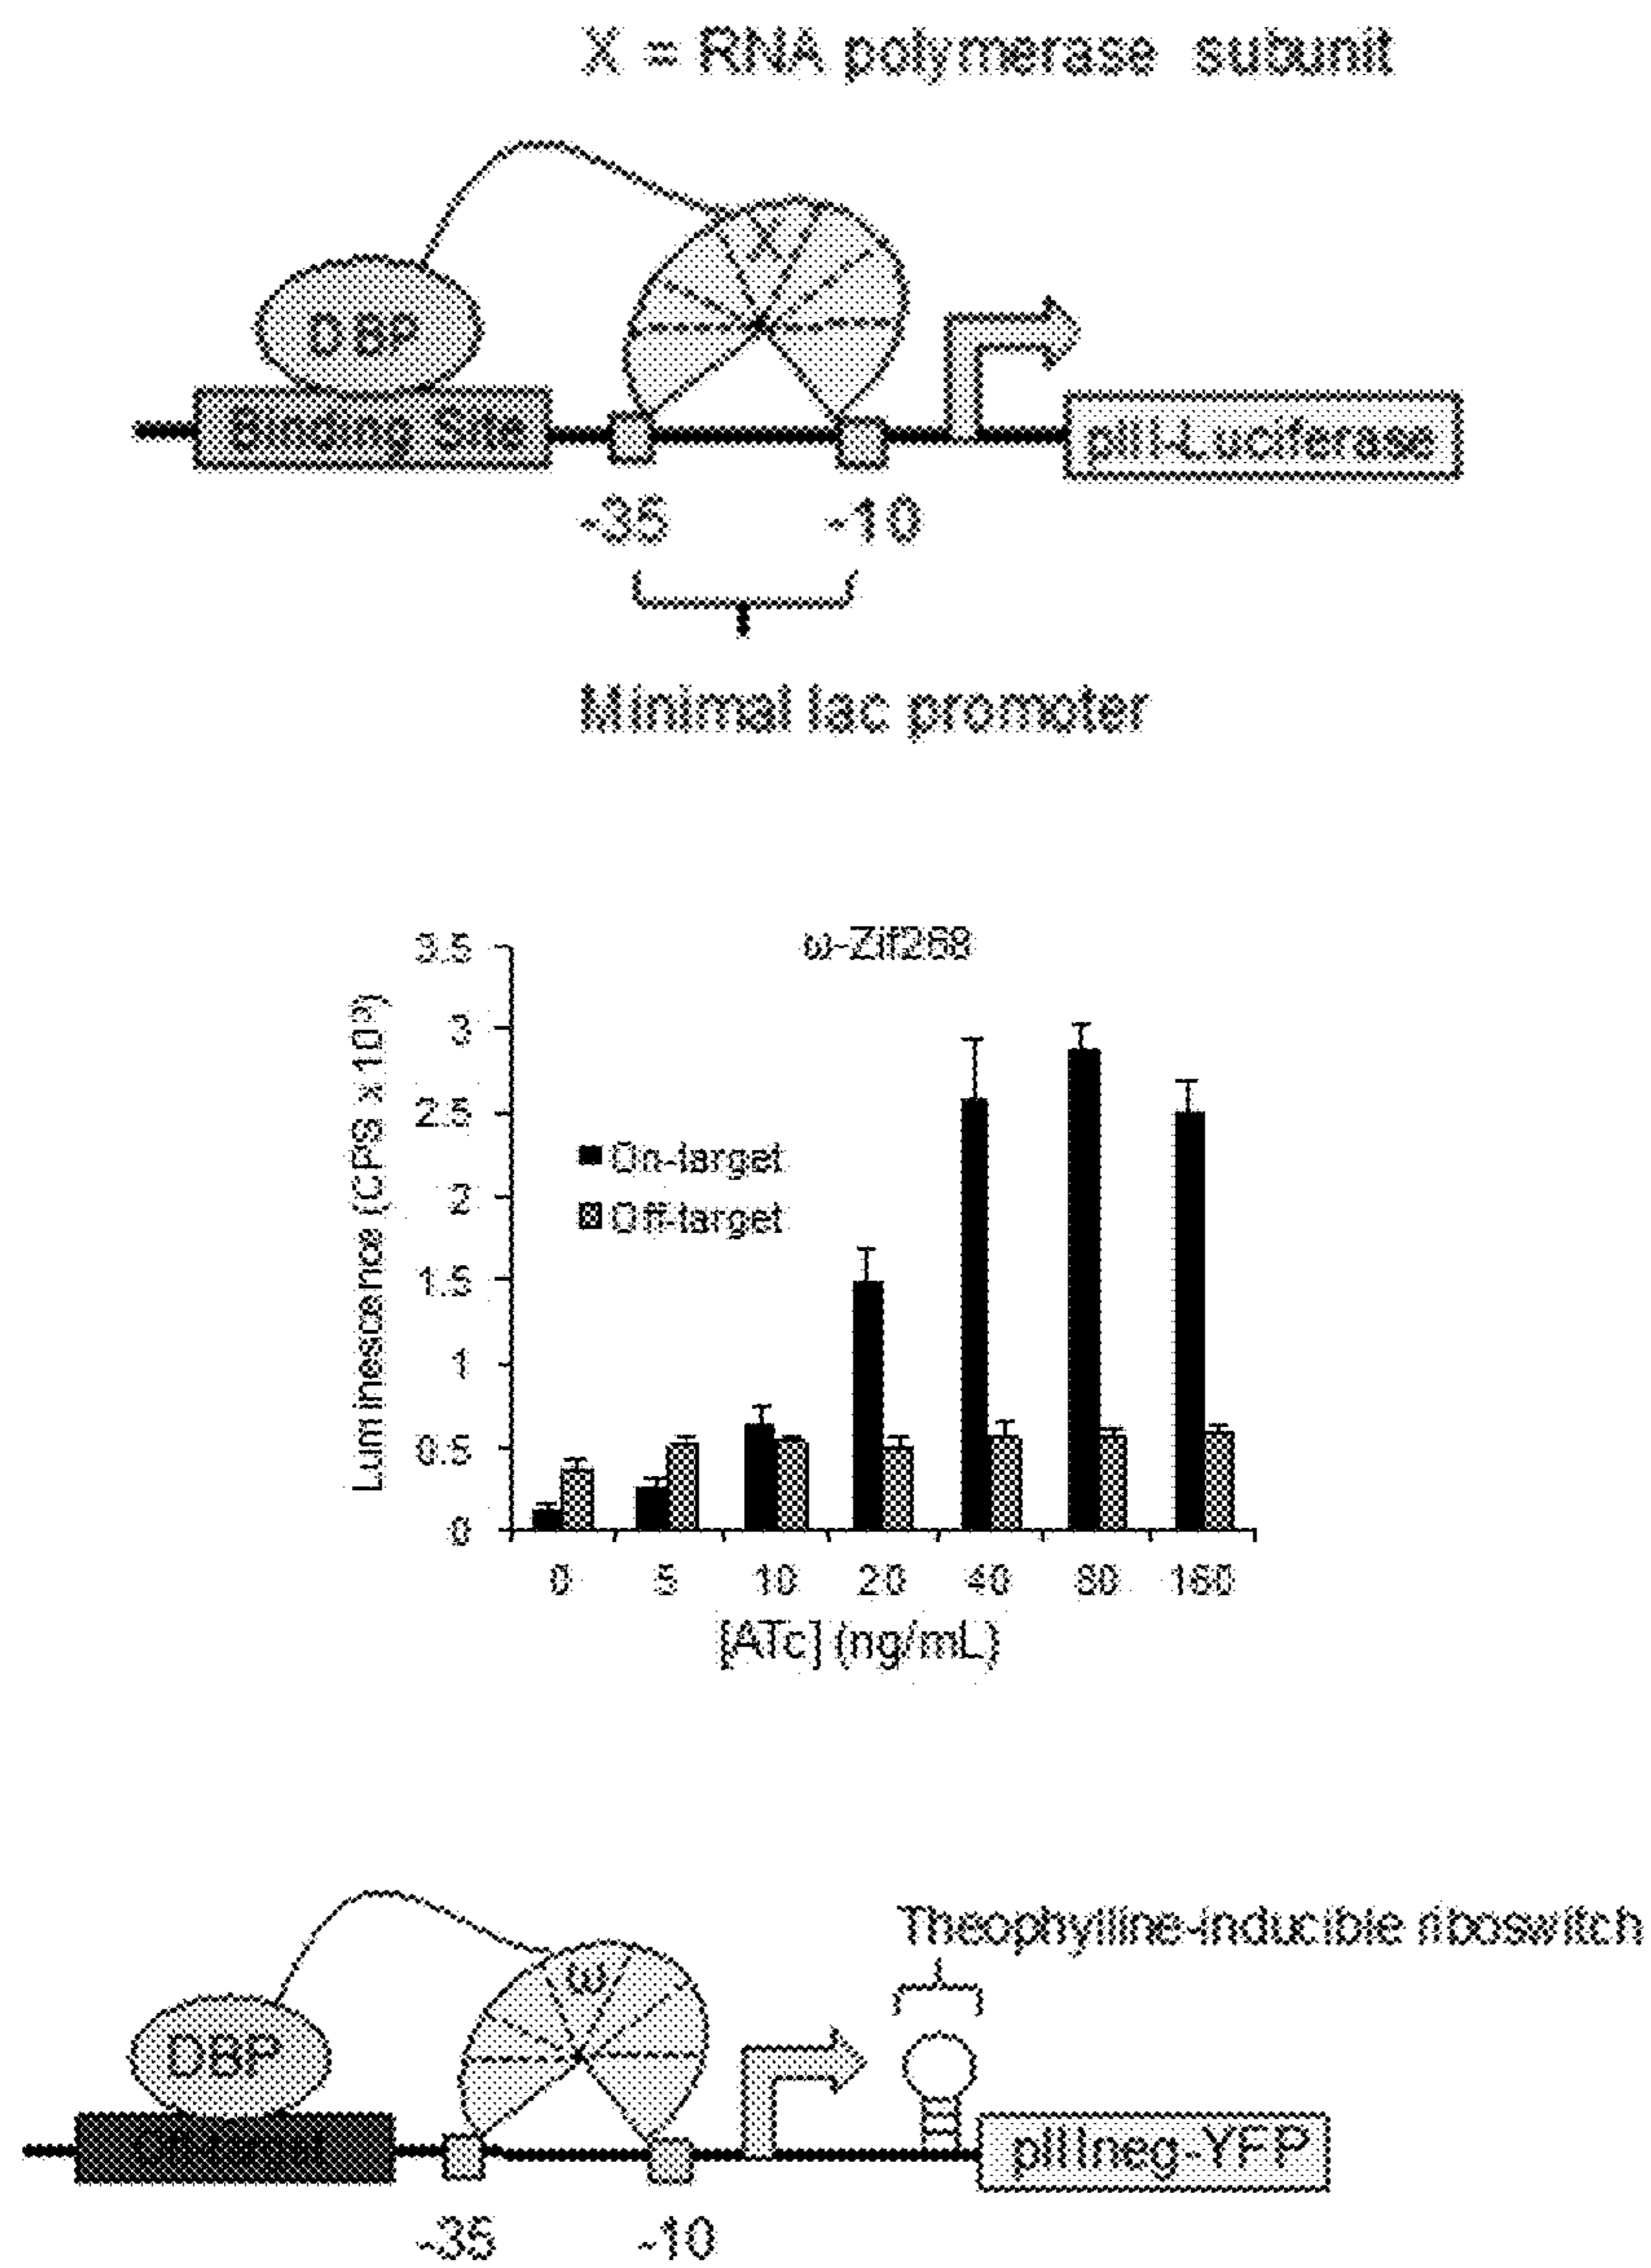 X = RNA polymerase subunit
X
DBP
Binding Site
pIII-Luciferase
-35
-10
Minimal lac promoter
ω-Zif268
3.5
3
2.5
2
1.5
1
0.5
0
Luminescence (CPS x 10³)
On-target
Off-target
0 5 10 20 40 80 160
[ATc] (ng/mL)
Theophylline-inducible riboswitch
ω
DBP
Off-target
pIIIneg-YFP
-35
-10